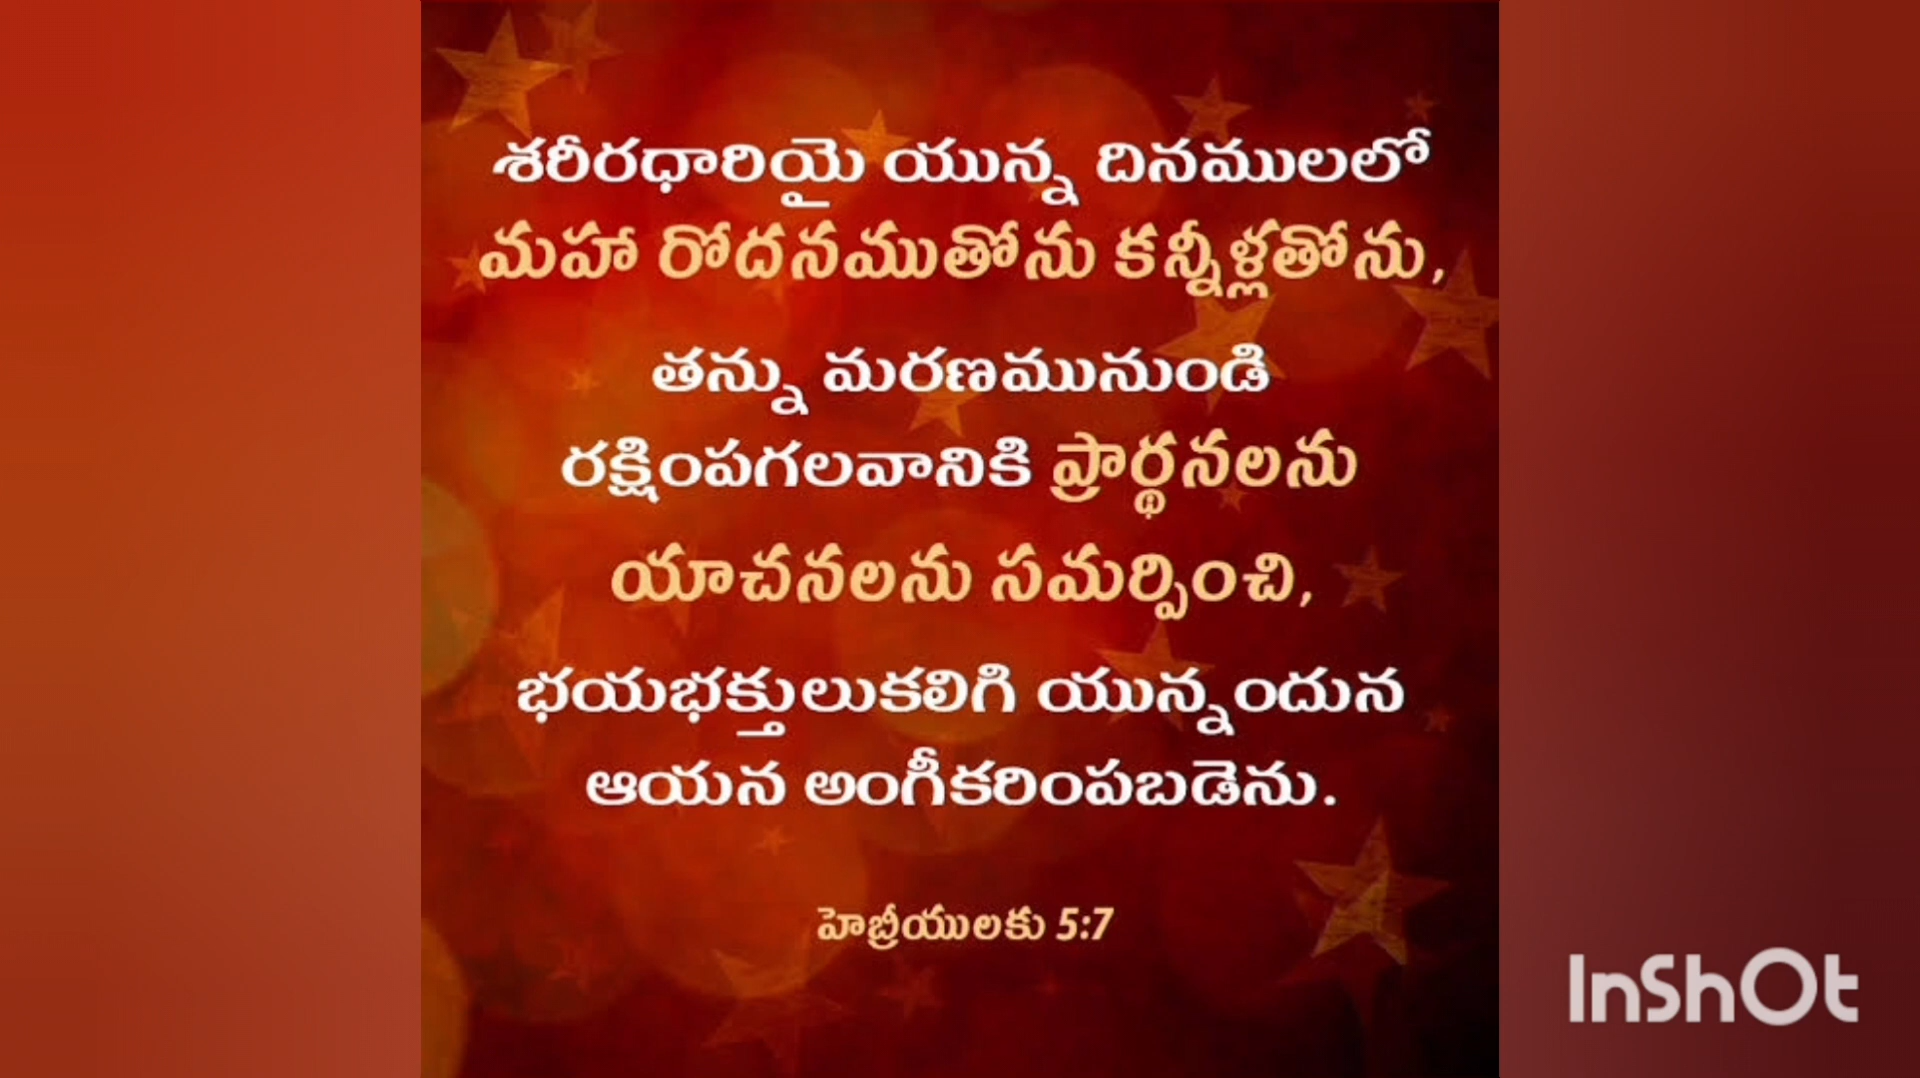 శరీరధారియై యున్న దినములలో
మహా రోదనముతోను కన్నీళ్లతోను,
తన్ను మరణమునుండి
రక్షింపగలవానికి ప్రార్థనలను
యాచనలను సమర్పించి,
భయభక్తులుకలిగి యున్నందున
ఆయన అంగీకరింపబడెను.
హెబ్రీయులకు 5:7
InShOt